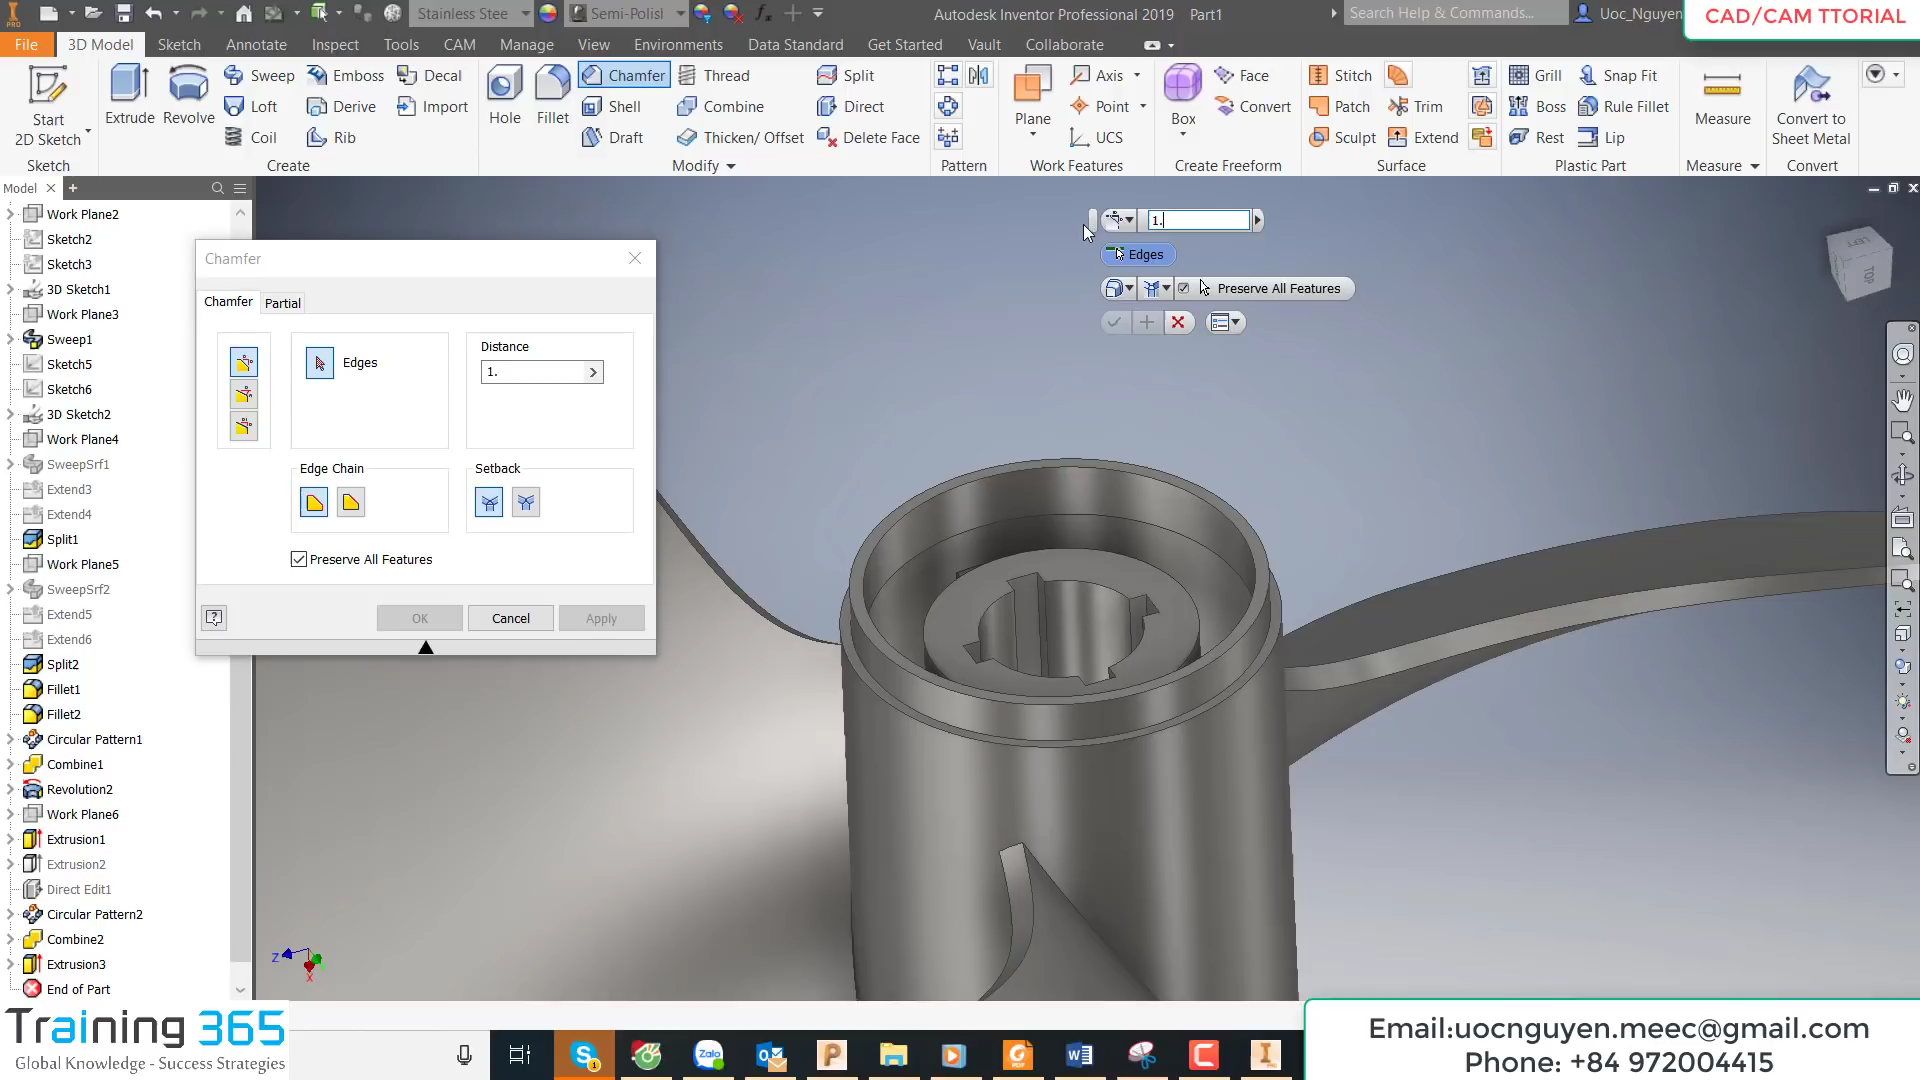 Stainless Stee
Semi-Polish
Autodesk Inventor Professional 2019 Part1
Search Help & Commands...
Uoc_Nguyen
CAD/CAM TTORIAL
File 3D Model Sketch Annotate Inspect Tools CAM Manage View Environments Data Standard Get Started Vault Collaborate
Start
2D Sketch
Sketch
Extrude Revolve
Sweep Emboss Decal
Loft Derive Import
Coil Rib
Create
Hole Fillet
Chamfer Thread Split
Shell Combine Direct
Draft Thicken/ Offset Delete Face
Modify
Pattern
Plane
Axis
Point
UCS
Work Features
Box
Face
Convert
Create Freeform
Stitch
Patch Trim
Sculpt Extend
Surface
Grill Snap Fit
Boss Rule Fillet
Rest Lip
Plastic Part
Measure
Measure
Convert to
Sheet Metal
Convert
Model
Work Plane2
Sketch2
Sketch3
3D Sketch1
Work Plane3
Sweep1
Sketch5
Sketch6
3D Sketch2
Work Plane4
SweepSrf1
Extend3
Extend4
Split1
Work Plane5
SweepSrf2
Extend5
Extend6
Split2
Fillet1
Fillet2
Circular Pattern1
Combine1
Revolution2
Work Plane6
Extrusion1
Extrusion2
Direct Edit1
Circular Pattern2
Combine2
Extrusion3
End of Part
Chamfer
Chamfer Partial
Edges
Distance
1.
Edge Chain
Setback
Preserve All Features
OK Cancel Apply
1.
Edges
Preserve All Features
LEFT
TOP
Z
X
Training 365
Global Knowledge - Success Strategies
Zalo
Email:uocnguyen.meec@gmail.com
Phone: +84 972004415